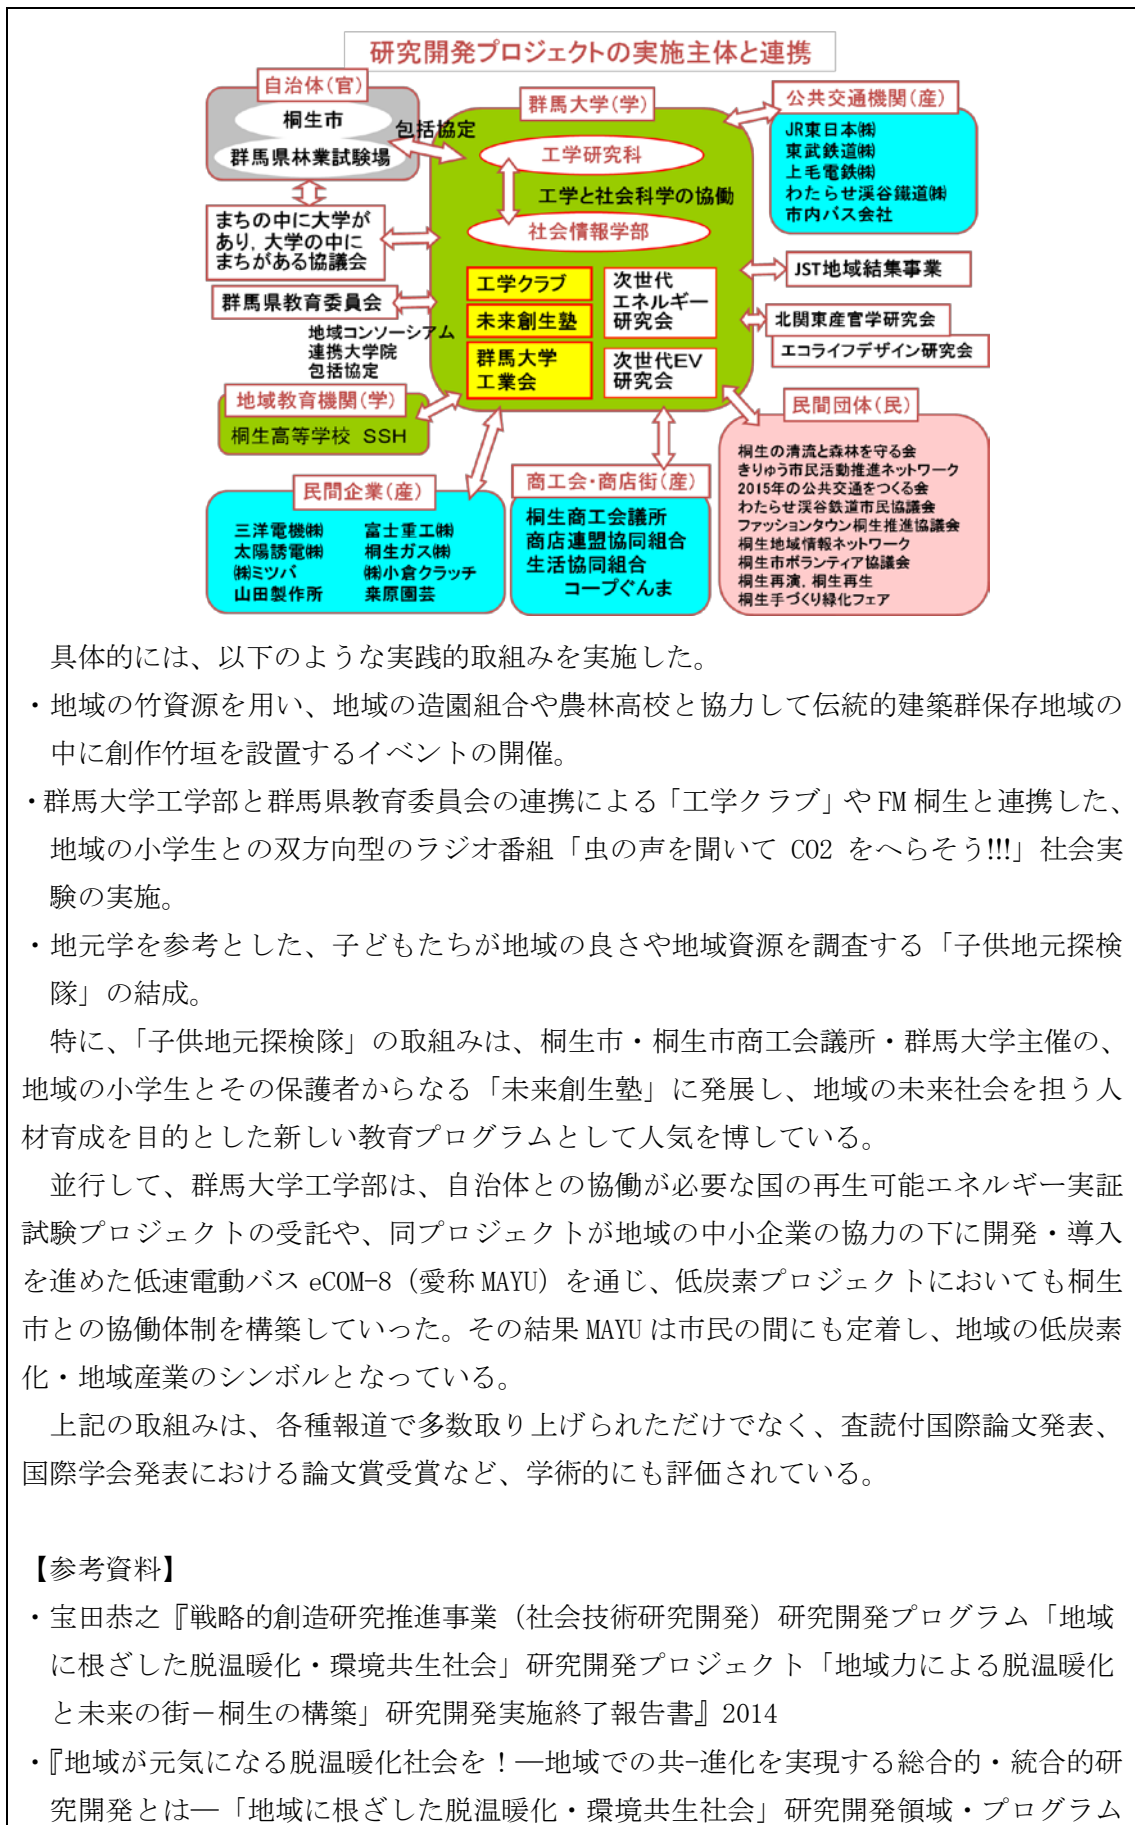 研究開発プロジェクトの実施主体と連携
自治体(官)
桐生市
群馬県林業試験場
包括協定
まちの中に大学が
あり，大学の中に
まちがある協議会
群馬県教育委員会
地域コンソーシアム
連携大学院
包括協定
地域教育機関(学)
桐生高等学校 SSH
群馬大学(学)
工学研究科
工学と社会科学の協働
社会情報学部
工学クラブ
未来創生塾
群馬大学
工業会
次世代
エネルギー
研究会
次世代EV
研究会
公共交通機関(産)
JR東日本㈱
東武鉄道㈱
上毛電鉄㈱
わたらせ渓谷鐵道㈱
市内バス会社
JST地域結集事業
北関東産官学研究会
エコライフデザイン研究会
民間企業(産)
三洋電機㈱ 富士重工㈱
太陽誘電㈱ 桐生ガス㈱
㈱ミツバ ㈱小倉クラッチ
山田製作所 桒原園芸
商工会・商店街(産)
桐生商工会議所
商店連盟協同組合
生活協同組合
コープぐんま
民間団体(民)
桐生の清流と森林を守る会
きりゅう市民活動推進ネットワーク
2015年の公共交通をつくる会
わたらせ渓谷鉄道市民協議会
ファッションタウン桐生推進協議会
桐生地域情報ネットワーク
桐生市ボランティア協議会
桐生再演，桐生再生
桐生手づくり緑化フェア
具体的には、以下のような実践的取組みを実施した。
・地域の竹資源を用い、地域の造園組合や農林高校と協力して伝統的建築群保存地域の
中に創作竹垣を設置するイベントの開催。
・群馬大学工学部と群馬県教育委員会の連携による「工学クラブ」や FM 桐生と連携した、
地域の小学生との双方向型のラジオ番組「虫の声を聞いて CO2 をへらそう!!!」社会実
験の実施。
・地元学を参考とした、子どもたちが地域の良さや地域資源を調査する「子供地元探検
隊」の結成。
特に、「子供地元探検隊」の取組みは、桐生市・桐生市商工会議所・群馬大学主催の、
地域の小学生とその保護者からなる「未来創生塾」に発展し、地域の未来社会を担う人
材育成を目的とした新しい教育プログラムとして人気を博している。
並行して、群馬大学工学部は、自治体との協働が必要な国の再生可能エネルギー実証
試験プロジェクトの受託や、同プロジェクトが地域の中小企業の協力の下に開発・導入
を進めた低速電動バス eCOM-8（愛称 MAYU）を通じ、低炭素プロジェクトにおいても桐生
市との協働体制を構築していった。その結果 MAYU は市民の間にも定着し、地域の低炭素
化・地域産業のシンボルとなっている。
上記の取組みは、各種報道で多数取り上げられただけでなく、査読付国際論文発表、
国際学会発表における論文賞受賞など、学術的にも評価されている。
【参考資料】
・宝田恭之『戦略的創造研究推進事業（社会技術研究開発）研究開発プログラム「地域
に根ざした脱温暖化・環境共生社会」研究開発プロジェクト「地域力による脱温暖化
と未来の街－桐生の構築」研究開発実施終了報告書』2014
・『地域が元気になる脱温暖化社会を！―地域での共-進化を実現する総合的・統合的研
究開発とは―「地域に根ざした脱温暖化・環境共生社会」研究開発領域・プログラム